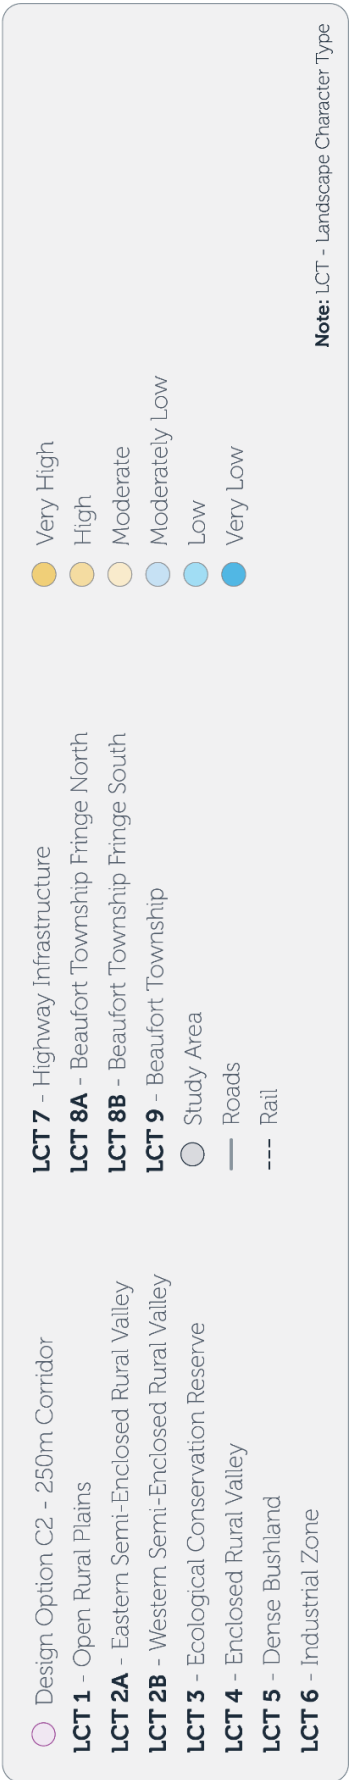 Design Option C2 - 250m Corridor
LCT 1 - Open Rural Plains
LCT 2A - Eastern Semi-Enclosed Rural Valley
LCT 2B - Western Semi-Enclosed Rural Valley
LCT 3 - Ecological Conservation Reserve
LCT 4 - Enclosed Rural Valley
LCT 5 - Dense Bushland
LCT 6 - Industrial Zone
LCT 7 - Highway Infrastructure
LCT 8A - Beaufort Township Fringe North
LCT 8B - Beaufort Township Fringe South
LCT 9 - Beaufort Township
Study Area
Roads
Rail
Very High
High
Moderate
Moderately Low
Low
Very Low
Note: LCT - Landscape Character Type